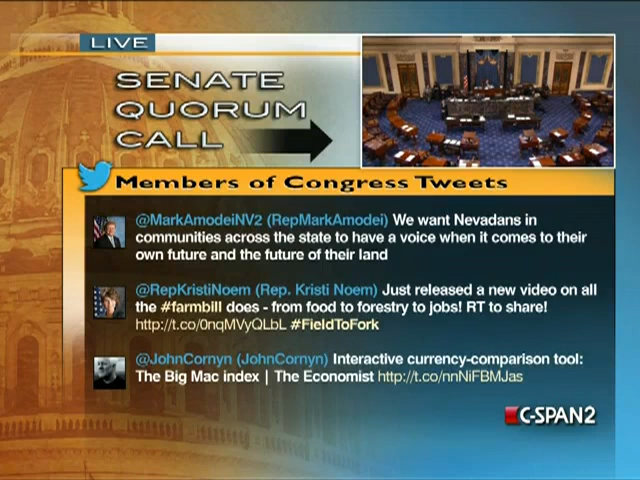 LIVE
SENATE
QUORUM
CALL
Members of Congress Tweets
@MarkAmodeiNV2 (RepMarkAmodei) We want Nevadans in
communities across the state to have a voice when it comes to their
own future and the future of their land
@RepKristiNoem (Rep. Kristi Noem) Just released a new video on all
the #farmbill does - from food to forestry to jobs! RT to share!
http://t.co/0nqMVyQLbL #FieldToFork
@JohnCornyn (JohnCornyn) Interactive currency-comparison tool:
The Big Mac index | The Economist http://t.co/nnNiFBMJas
C-SPAN2